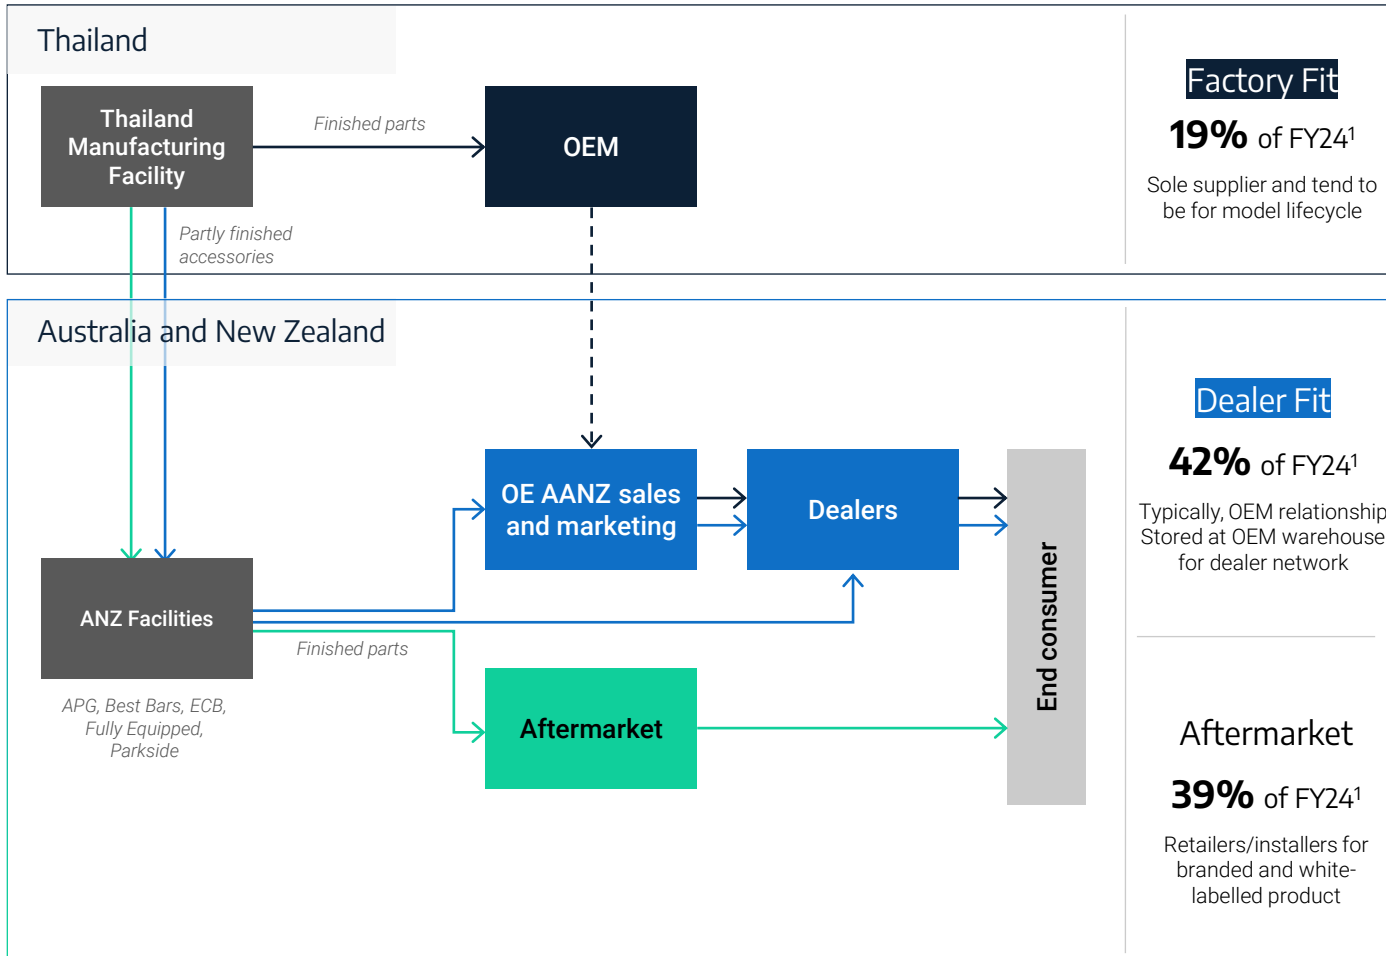 Thailand
Thailand
Manufacturing
Facility
Finished parts
OEM
Partly finished
accessories
Factory Fit
19% of FY24¹
Sole supplier and tend to
be for model lifecycle
Australia and New Zealand
OE AANZ sales
and marketing
Dealers
End consumer
ANZ Facilities
Finished parts
APG, Best Bars, ECB,
Fully Equipped,
Parkside
Aftermarket
Dealer Fit
42% of FY24¹
Typically, OEM relationship
Stored at OEM warehouse
for dealer network
Aftermarket
39% of FY24¹
Retailers/installers for
branded and white-
labelled product